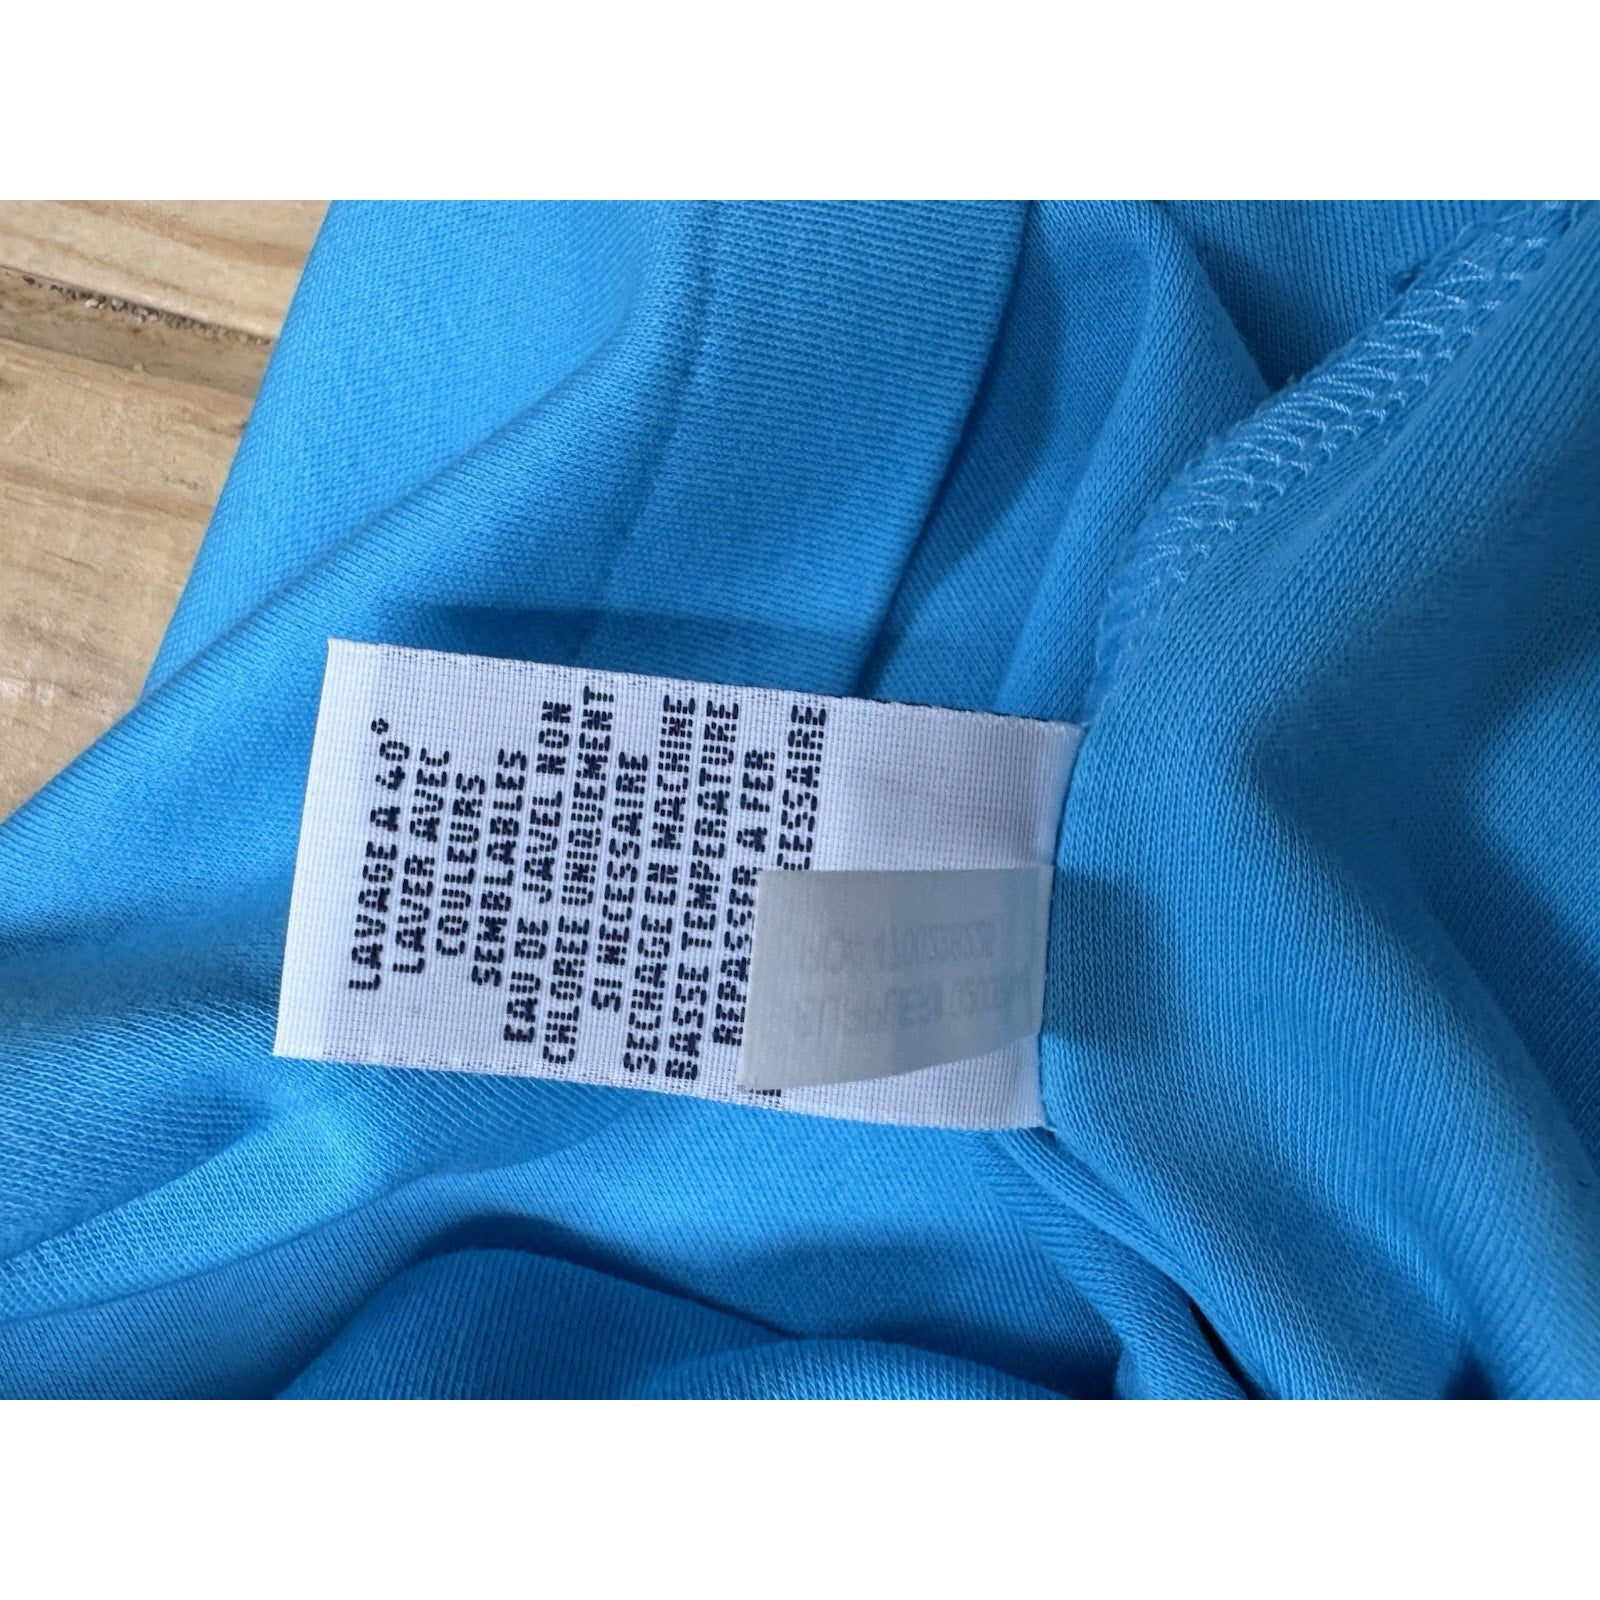 LAVAGE A 40°
LAVER AVEC
COULEURS
SEMBLABLES
EAU DE JAVEL NON
CHLOREE UNIQUEMENT
SI NECESSAIRE
SECHAGE EN MACHINE
BASSE TEMPERATURE
REPASSER A FER